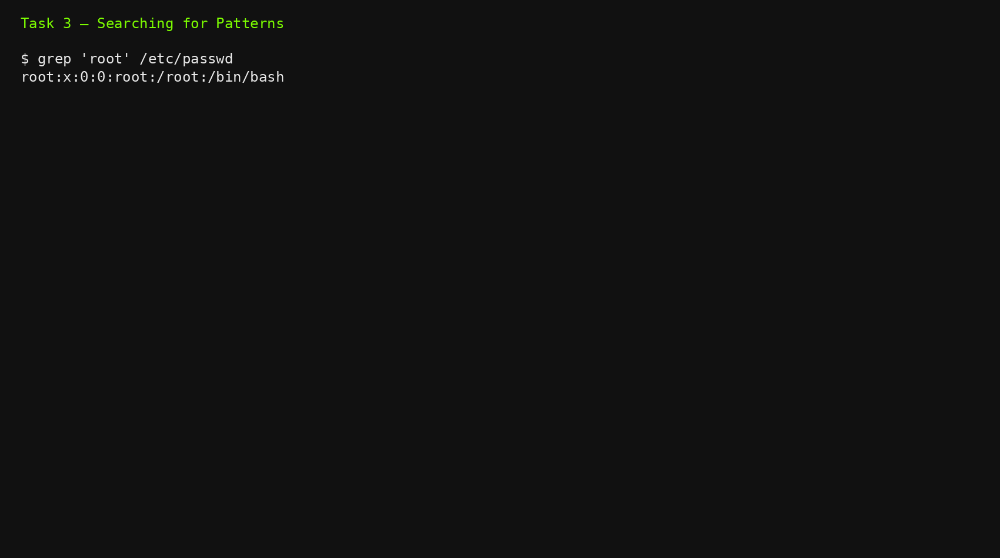 Task 3 – Searching for Patterns
$ grep 'root' /etc/passwd
root:x:0:0:root:/root:/bin/bash